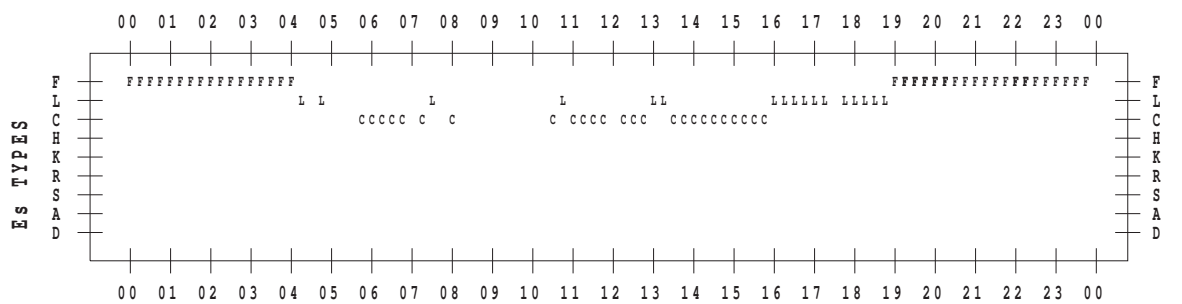 00 01 02 03 04 05 06 07 08 09 10 11 12 13 14 15 16 17 18 19 20 21 22 23 00
F FFFFFFFFFFFFFFFFF FFFFFFFFFFFFFFFFFFFF F
L L L L L LL LLLLLL LLLLL L
C CCCCC C C C CCCC CCC CCCCCCCCCC C
H H
K K
R R
S S
A A
D D
Es TYPES
00 01 02 03 04 05 06 07 08 09 10 11 12 13 14 15 16 17 18 19 20 21 22 23 00